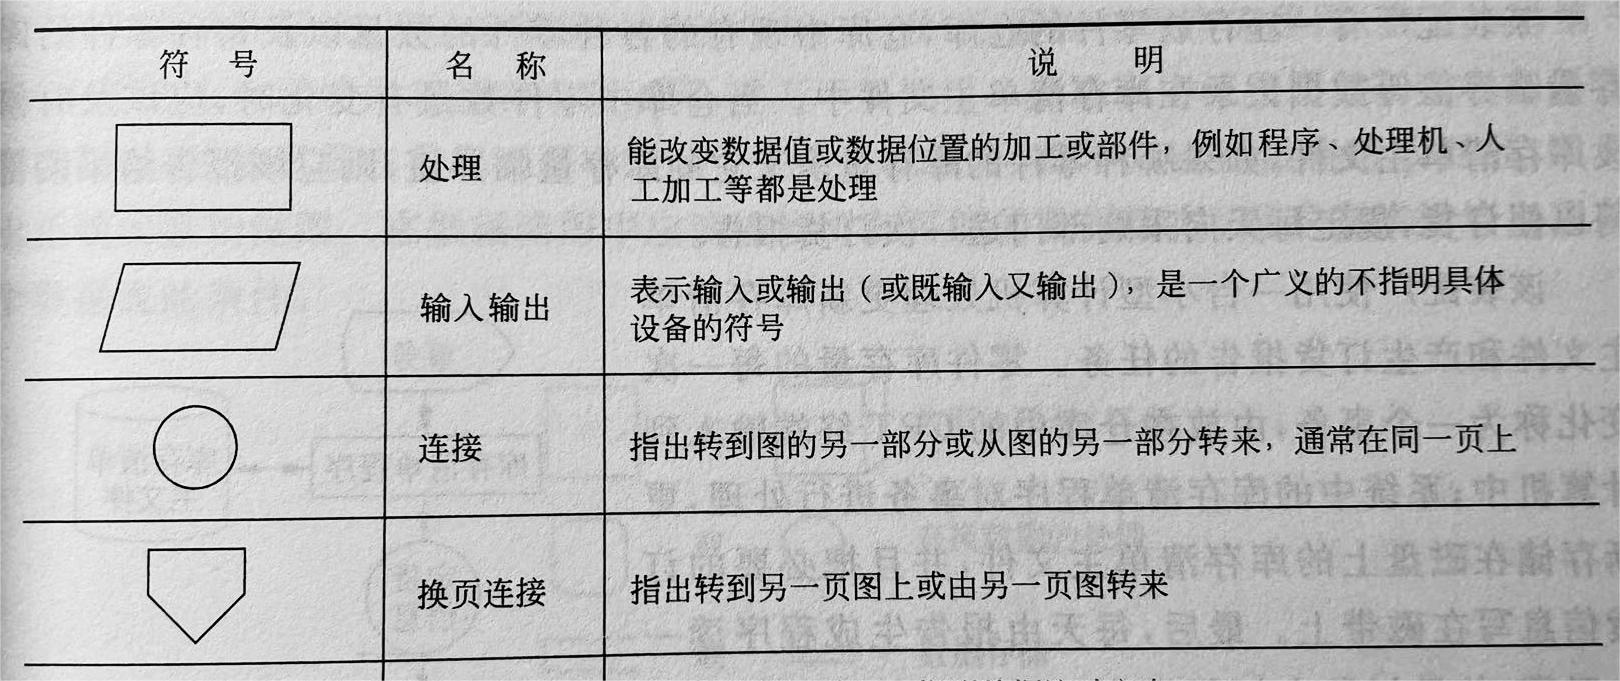 符 号 名 称 说 明
处理
能改变数据值或数据位置的加工或部件，例如程序、处理机、人
工加工等都是处理
输入输出
表示输入或输出（或既输入又输出），是一个广义的不指明具体
设备的符号
连接
指出转到图的另一部分或从图的另一部分转来，通常在同一页上
换页连接
指出转到另一页图上或由另一页图转来